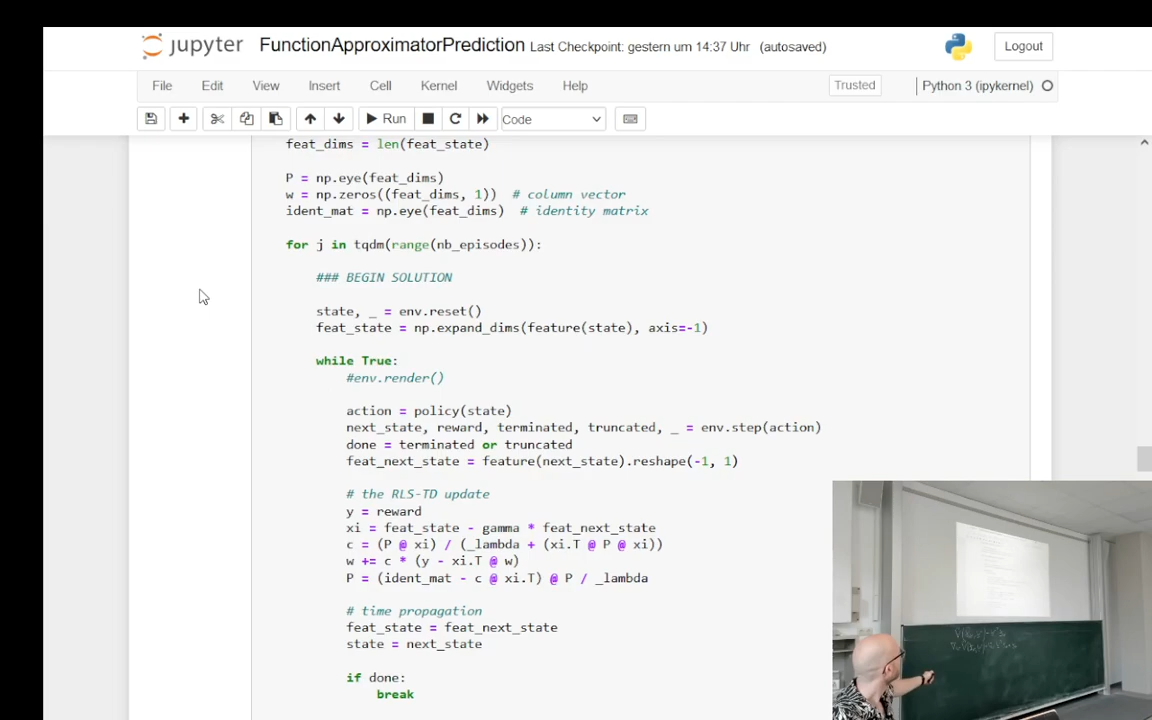 jupyter FunctionApproximatorPrediction Last Checkpoint: gestern um 14:37 Uhr (autosaved) Logout
File Edit View Insert Cell Kernel Widgets Help Trusted Python 3 (ipykernel)
Run Code
feat_dims = len(feat_state)
P = np.eye(feat_dims)
w = np.zeros((feat_dims, 1))  # column vector
ident_mat = np.eye(feat_dims)  # identity matrix
for j in tqdm(range(nb_episodes)):
### BEGIN SOLUTION
state, _ = env.reset()
feat_state = np.expand_dims(feature(state), axis=-1)
while True:
#env.render()
action = policy(state)
next_state, reward, terminated, truncated, _ = env.step(action)
done = terminated or truncated
feat_next_state = feature(next_state).reshape(-1, 1)
# the RLS-TD update
y = reward
xi = feat_state - gamma * feat_next_state
c = (P @ xi) / (_lambda + (xi.T @ P @ xi))
w += c * (y - xi.T @ w)
P = (ident_mat - c @ xi.T) @ P / _lambda
# time propagation
feat_state = feat_next_state
state = next_state
if done:
break